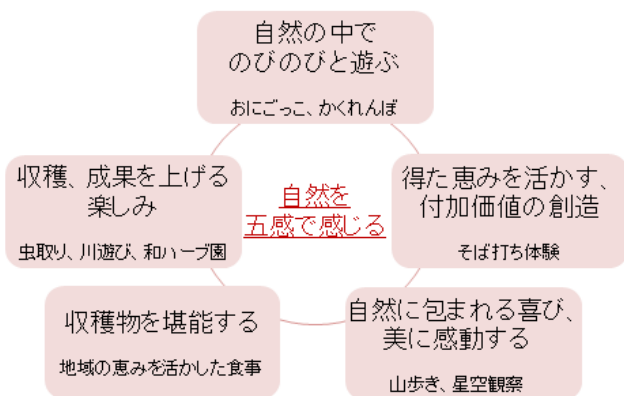 自然の中で
のびのびと遊ぶ
おにごっこ、かくれんぼ
収穫、成果を上げる
楽しみ
虫取り、川遊び、和ハーブ園
自然を
五感で感じる
得た恵みを活かす、
付加価値の創造
そば打ち体験
収穫物を堪能する
地域の恵みを活かした食事
自然に包まれる喜び、
美に感動する
山歩き、星空観察